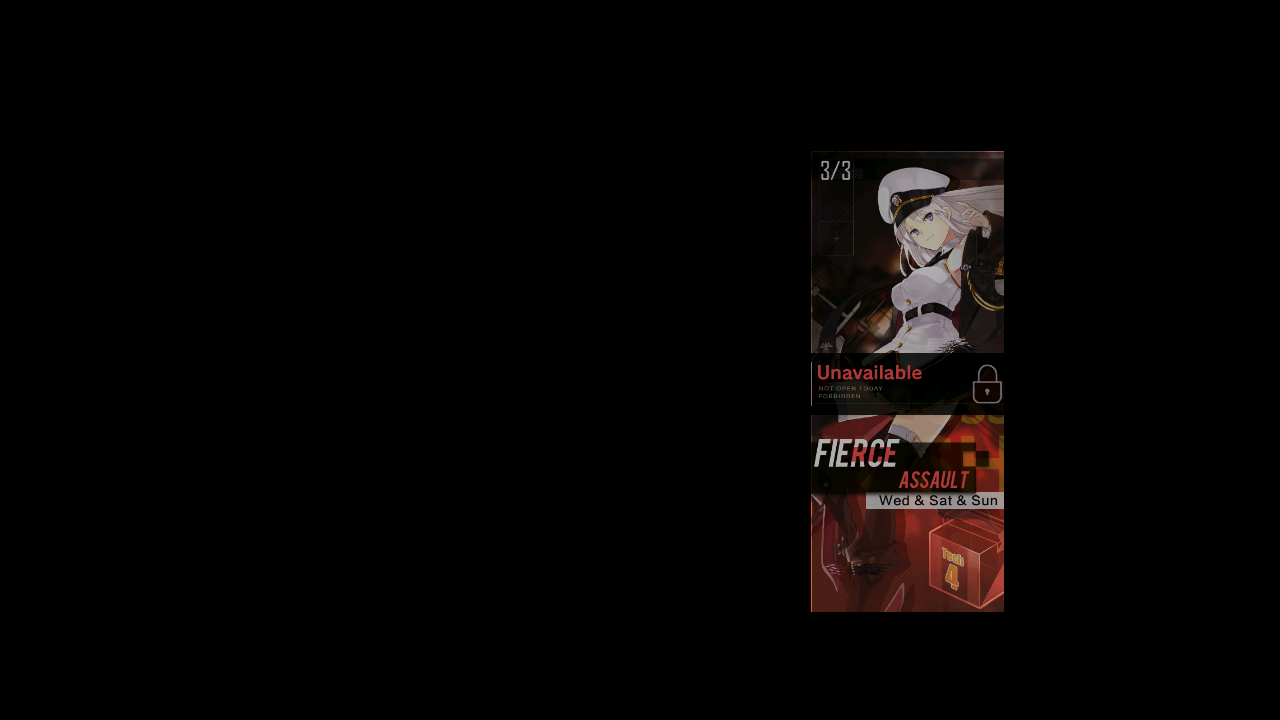 3/3
Unavailable
NOT OPEN TODAY
FORBIDDEN
FIERCE
ASSAULT
Wed & Sat & Sun
Tech
4